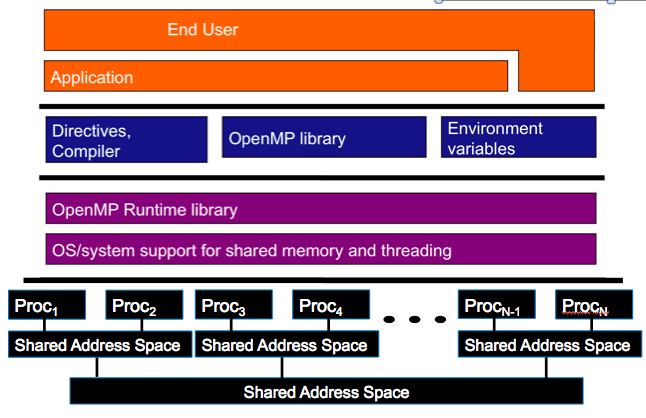 End User
Application
Directives,
Compiler
OpenMP library
Environment
variables
OpenMP Runtime library
OS/system support for shared memory and threading
Proc1
Proc2
Proc3
Proc4
ProcN-1
ProcN
Shared Address Space
Shared Address Space
Shared Address Space
Shared Address Space